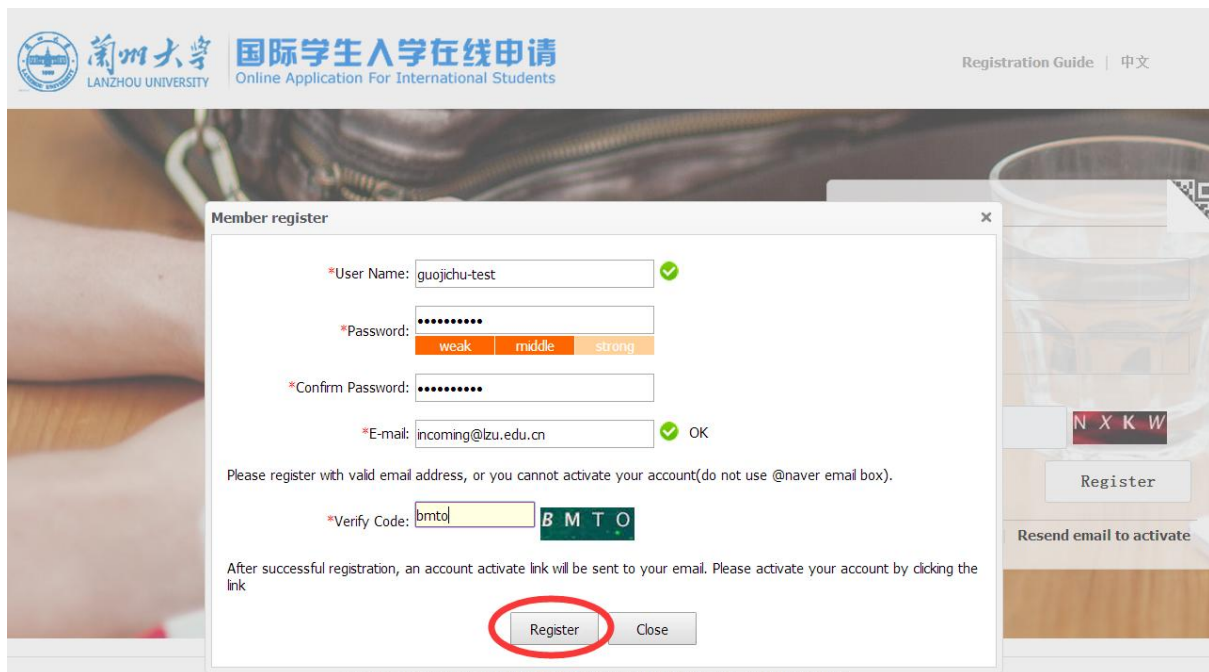 蘭州大学
LANZHOU UNIVERSITY
国际学生入学在线申请
Online Application For International Students
Registration Guide | 中文
Member register
*User Name: guojichu-test
*Password: ••••••••••
weak middle strong
*Confirm Password: ••••••••••
*E-mail: incoming@lzu.edu.cn OK
Please register with valid email address, or you cannot activate your account(do not use @naver email box).
*Verify Code: bmto B M T O
After successful registration, an account activate link will be sent to your email. Please activate your account by clicking the
link
Register Close
N X K W
Register
Resend email to activate